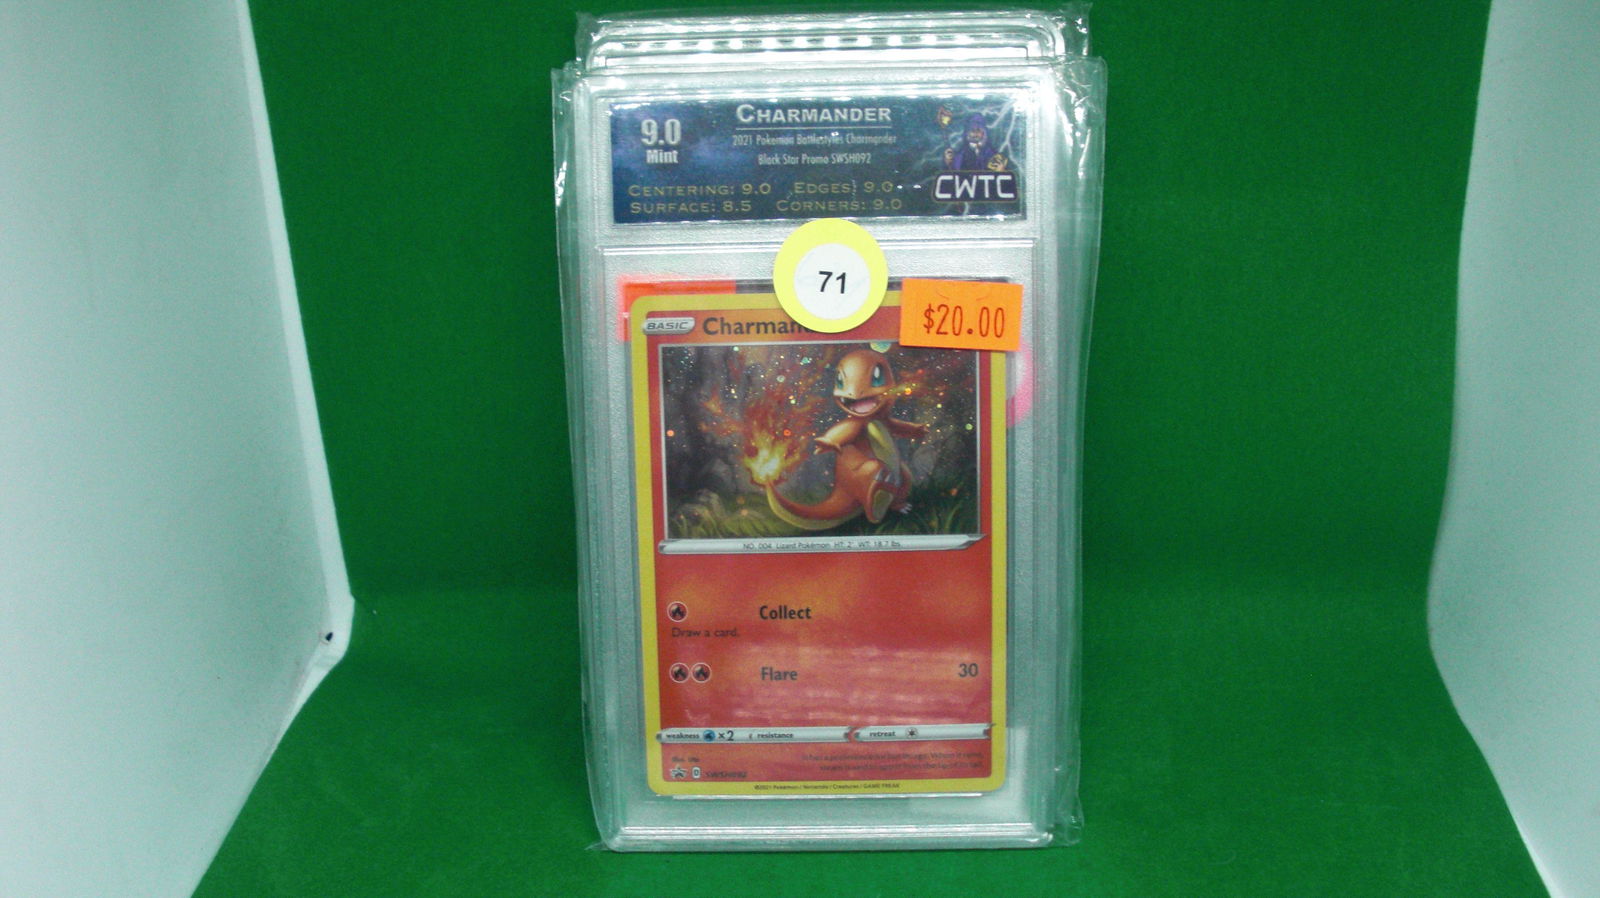 CHARMANDER
9.0
Mint
2021 Pokemon Battlestyles Charmander
Black Star Promo SWSH092
CENTERING: 9.0 EDGES: 9.0
SURFACE: 8.5 CORNERS: 9.0
CWTC
71
$20.00
BASIC Charman
NO. 004 Lizard Pokémon HT: 2' WT: 18.7 lbs.
Collect
Draw a card.
Flare 30
weakness ×2 resistance retreat
D SWSH092
©2021 Pokémon / Nintendo / Creatures / GAME FREAK